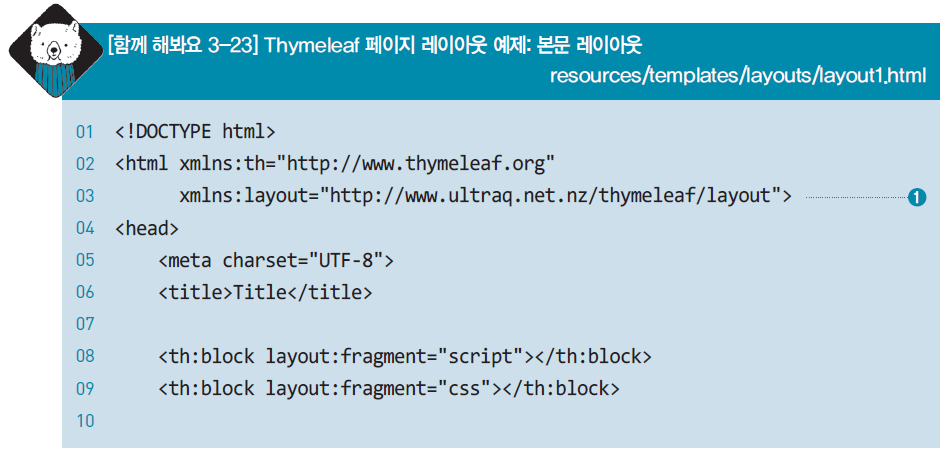 [함께 해봐요 3-23] Thymeleaf 페이지 레이아웃 예제: 본문 레이아웃
resources/templates/layouts/layout1.html
01 <!DOCTYPE html>
02 <html xmlns:th="http://www.thymeleaf.org"
03       xmlns:layout="http://www.ultraq.net.nz/thymeleaf/layout"> ❶
04 <head>
05     <meta charset="UTF-8">
06     <title>Title</title>
07
08     <th:block layout:fragment="script"></th:block>
09     <th:block layout:fragment="css"></th:block>
10